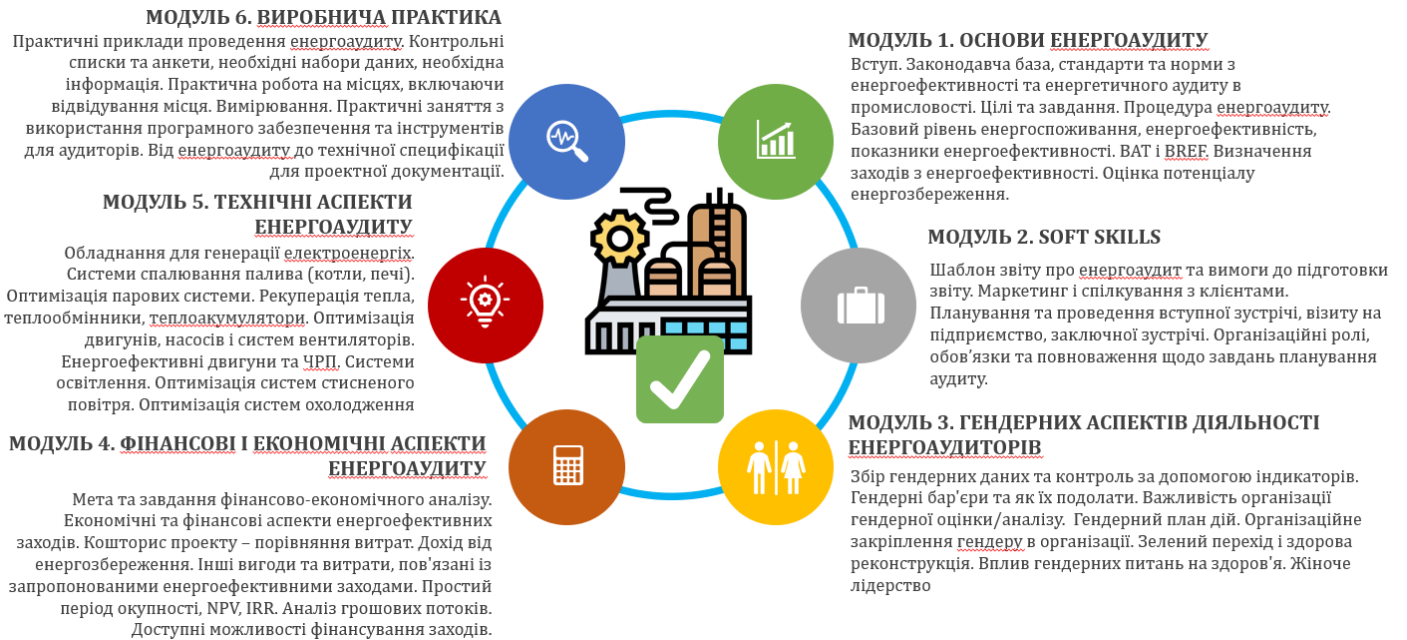 МОДУЛЬ 6. ВИРОБНИЧА ПРАКТИКА
Практичні приклади проведення енергоаудиту. Контрольні
списки та анкети, необхідні набори даних, необхідна
інформація. Практична робота на місцях, включаючи
відвідування місця. Вимірювання. Практичні заняття з
використання програмного забезпечення та інструментів
для аудиторів. Від енергоаудиту до технічної специфікації
для проектної документації.
МОДУЛЬ 5. ТЕХНІЧНІ АСПЕКТИ
ЕНЕРГОАУДИТУ
Обладнання для генерації електроенергіх.
Системи спалювання палива (котли, печі).
Оптимізація парових системи. Рекуперація тепла,
теплообмінники, теплоакумулятори. Оптимізація
двигунів, насосів і систем вентиляторів.
Енергоефективні двигуни та ЧРП, Системи
освітлення. Оптимізація систем стисненого
повітря. Оптимізація систем охолодження
МОДУЛЬ 4. ФІНАНСОВІ І ЕКОНОМІЧНІ АСПЕКТИ
ЕНЕРГОАУДИТУ
Мета та завдання фінансово-економічного аналізу.
Економічні та фінансові аспекти енергоефективних
заходів. Кошторис проекту – порівняння витрат. Дохід від
енергозбереження. Інші вигоди та витрати, пов'язані із
запропонованими енергоефективними заходами. Простий
період окупності, NPV, IRR. Аналіз грошових потоків.
Доступні можливості фінансування заходів.
МОДУЛЬ 1. ОСНОВИ ЕНЕРГОАУДИТУ
Вступ. Законодавча база, стандарти та норми з
енергоефективності та енергетичного аудиту в
промисловості. Цілі та завдання. Процедура енергоаудиту.
Базовий рівень енергоспоживання, енергоефективність,
показники енергоефективності. BAT і BREF. Визначення
заходів з енергоефективності. Оцінка потенціалу
енергозбереження.
МОДУЛЬ 2. SOFT SKILLS
Шаблон звіту про енергоаудит та вимоги до підготовки
звіту. Маркетинг і спілкування з клієнтами.
Планування та проведення вступної зустрічі, візиту на
підприємство, заключної зустрічі. Організаційні ролі,
обов’язки та повноваження щодо завдань планування
аудиту.
МОДУЛЬ 3. ГЕНДЕРНИХ АСПЕКТІВ ДІЯЛЬНОСТІ
ЕНЕРГОАУДИТОРІВ
Збір гендерних даних та контроль за допомогою індикаторів.
Гендерні бар'єри та як їх подолати. Важливість організації
гендерної оцінки/аналізу. Гендерний план дій. Організаційне
закріплення гендеру в організації. Зелений перехід і здорова
реконструкція. Вплив гендерних питань на здоров'я. Жіноче
лідерство